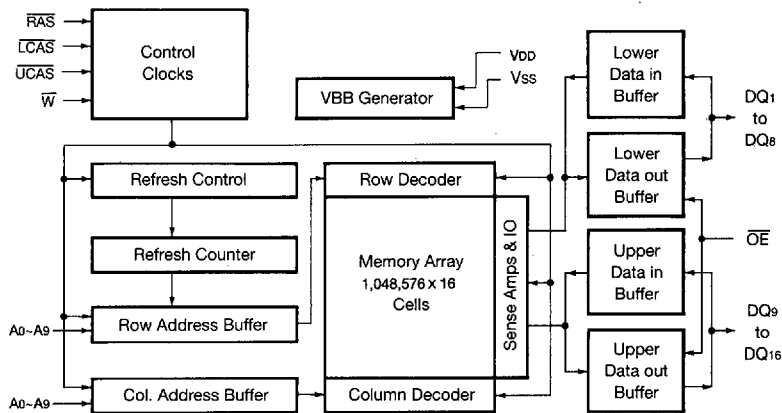 RAS
LCAS
UCAS
W
Control
Clocks
VBB Generator
VDD
VSS
Lower
Data in
Buffer
DQ1
to
DQ8
Lower
Data out
Buffer
Refresh Control
Row Decoder
Refresh Counter
Memory Array
1,048,576 x 16
Cells
Sense Amps & IO
OE
Upper
Data in
Buffer
A0~A9
Row Address Buffer
DQ9
to
DQ16
Upper
Data out
Buffer
A0~A9
Col. Address Buffer
Column Decoder